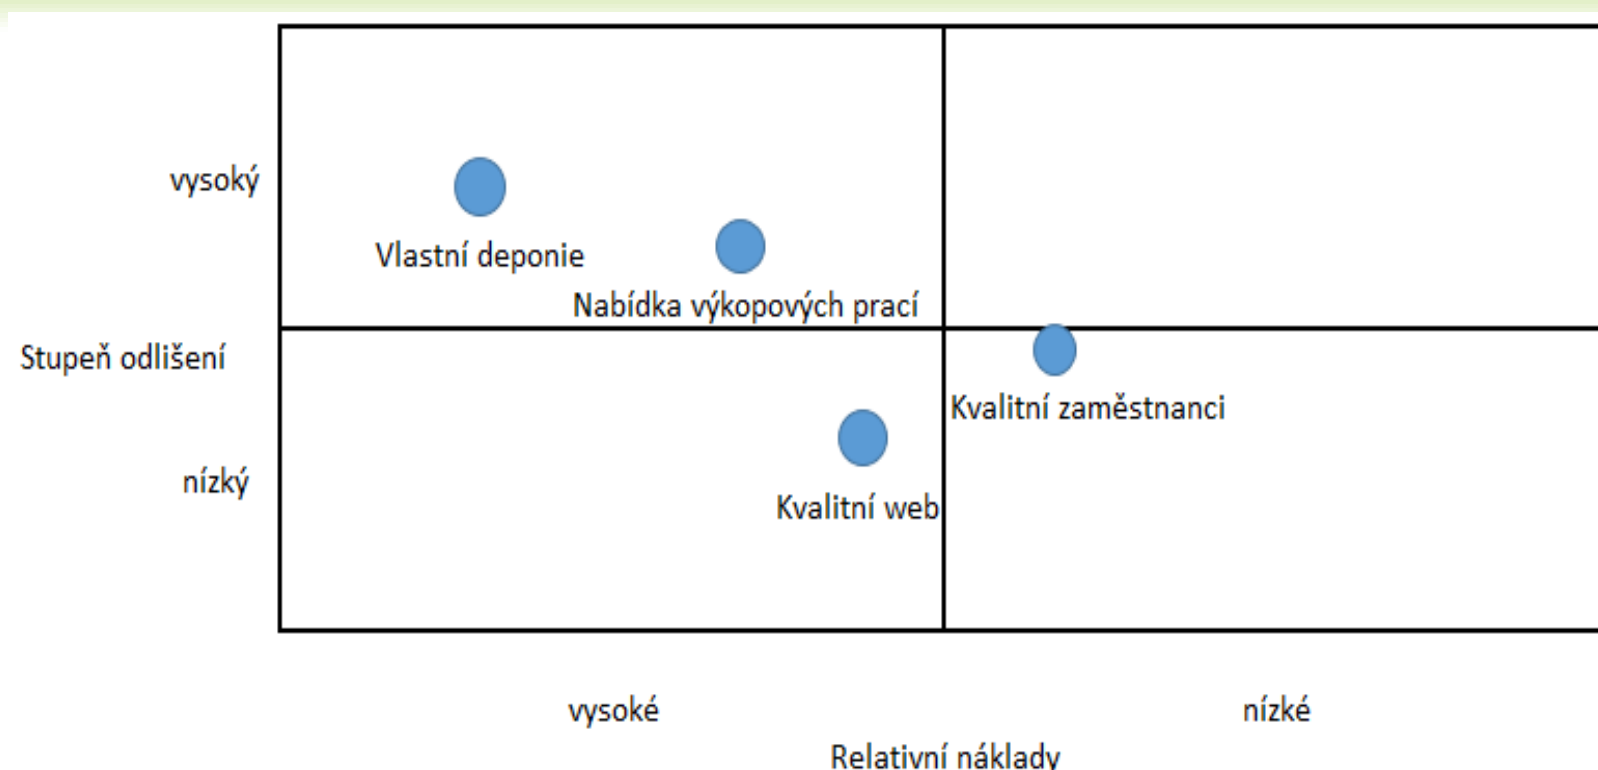 vysoký
Vlastní deponie
Nabídka výkopových prací
Stupeň odlišení
Kvalitní zaměstnanci
nízký
Kvalitní web
vysoké
nízké
Relativní náklady